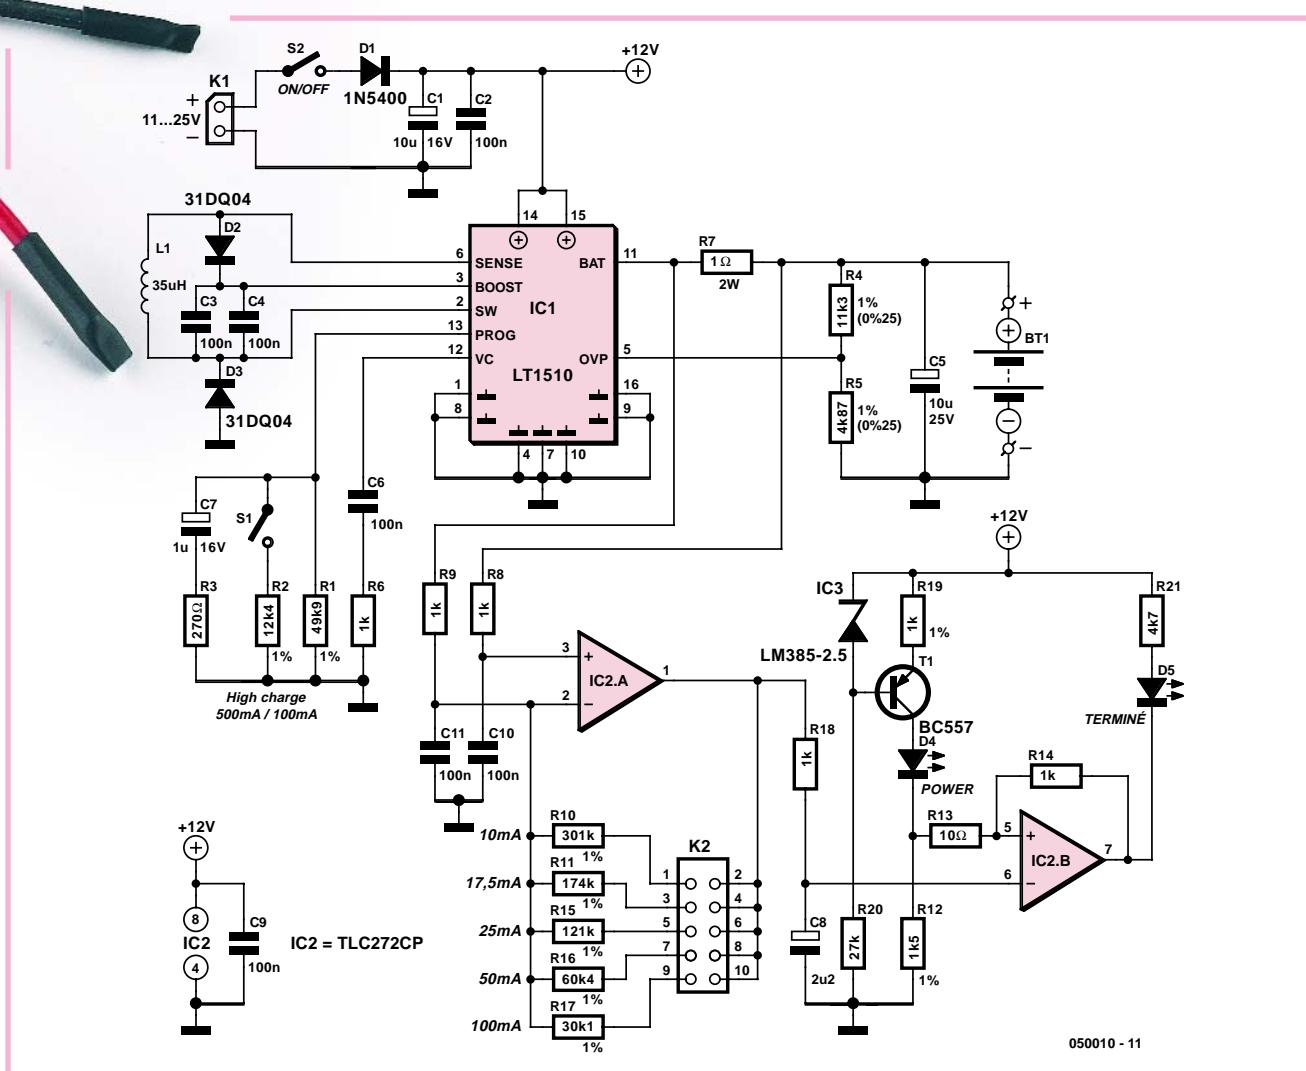 S2
ON/OFF
D1
1N5400
+12V
K1
+
11...25V
−
C1
10u
16V
C2
100n
31DQ04
D2
L1
35uH
C3
100n
C4
100n
D3
31DQ04
14
15
6
SENSE
3
BOOST
2
SW
13
PROG
12
VC
1
8
4
7
10
IC1
LT1510
BAT
11
OVP
5
16
9
R7
1Ω
2W
R4
11k3
1%
(0%25)
R5
4k87
1%
(0%25)
C5
10u
25V
+
BT1
−
C7
1u
16V
S1
C6
100n
R3
270Ω
R2
12k4
1%
R1
49k9
1%
R6
1k
High charge
500mA / 100mA
R9
1k
R8
1k
3
+
2
−
IC2.A
1
C11
100n
C10
100n
+12V
IC3
LM385-2.5
R19
1k
1%
T1
BC557
D4
POWER
R21
4k7
D5
TERMINÉ
R18
1k
R14
1k
R13
10Ω
5
+
6
−
IC2.B
7
10mA
R10
301k
1%
17,5mA
R11
174k
1%
25mA
R15
121k
1%
50mA
R16
60k4
1%
100mA
R17
30k1
1%
K2
1
2
3
4
5
6
7
8
9
10
C8
2u2
R20
27k
R12
1k5
1%
+12V
8
IC2
4
C9
100n
IC2 = TLC272CP
050010 - 11